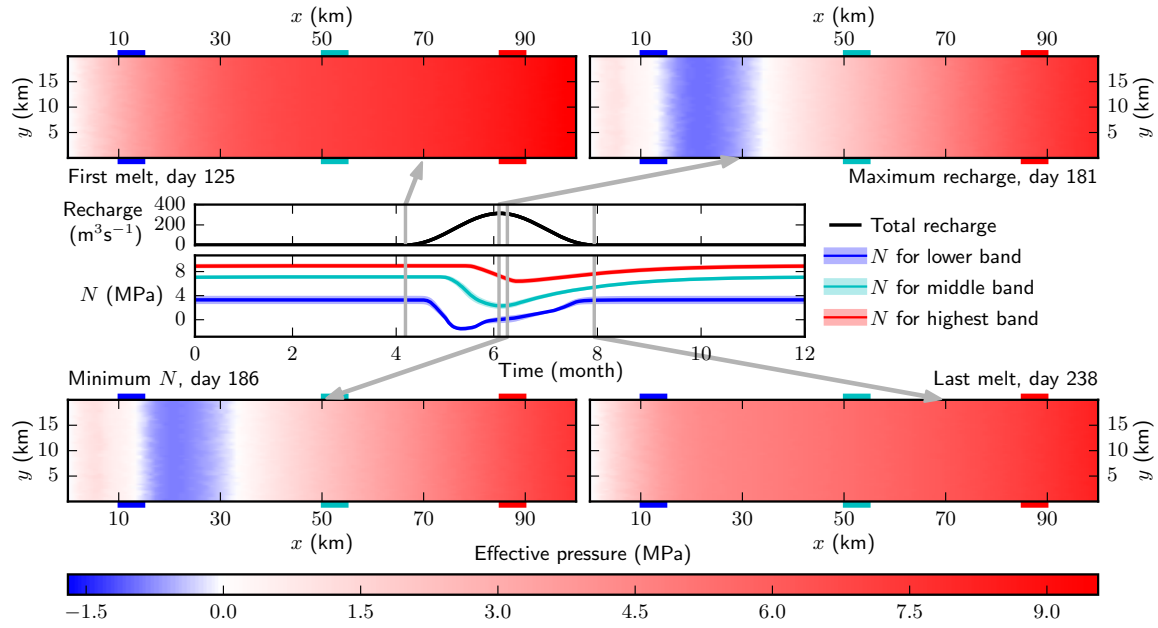 x (km)
x (km)
10 30 50 70 90
10 30 50 70 90
y (km)
15
10
5
15
10
5
y (km)
First melt, day 125
Maximum recharge, day 181
Recharge
(m³s⁻¹)
400
200
0
Total recharge
N for lower band
N for middle band
N for highest band
N (MPa)
8
4
0
0 2 4 6 8 10 12
Time (month)
Minimum N, day 186
Last melt, day 238
y (km)
15
10
5
15
10
5
y (km)
10 30 50 70 90
10 30 50 70 90
x (km)
x (km)
Effective pressure (MPa)
−1.5 0.0 1.5 3.0 4.5 6.0 7.5 9.0